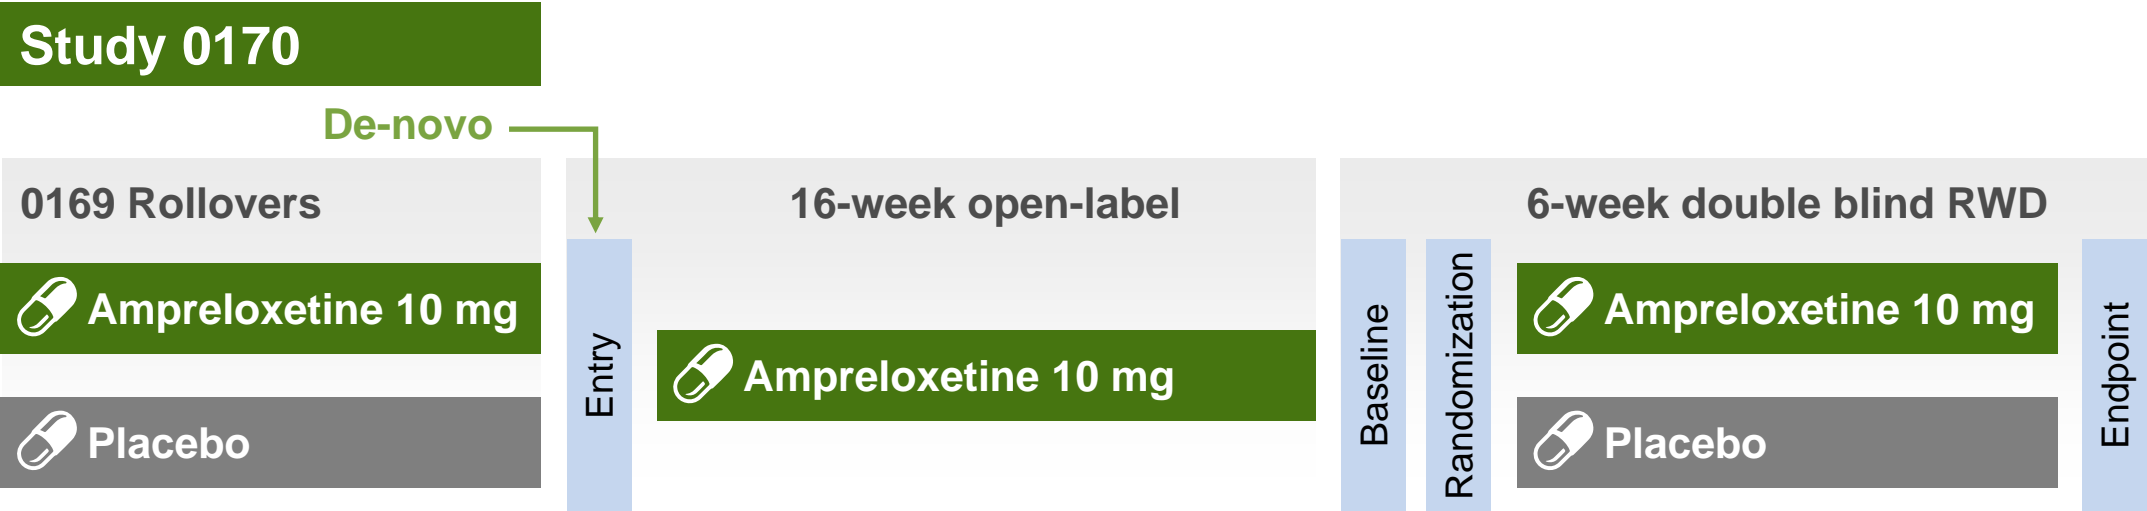 Study 0170
De-novo
0169 Rollovers
Ampreloxetine 10 mg
Placebo
Entry
16-week open-label
Ampreloxetine 10 mg
6-week double blind RWD
Baseline
Randomization
Ampreloxetine 10 mg
Placebo
Endpoint